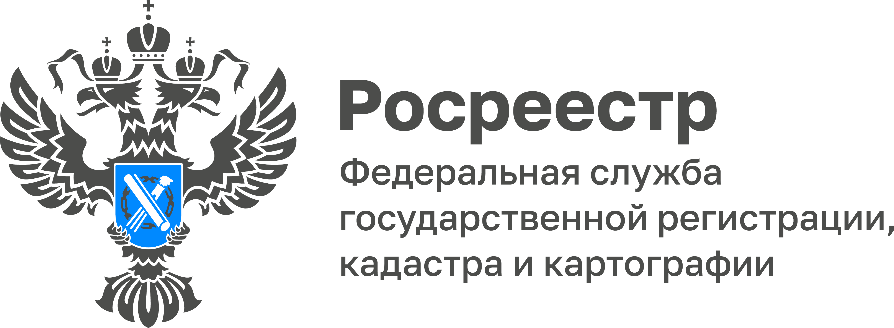 Росреестр
Федеральная служба
государственной регистрации,
кадастра и картографии